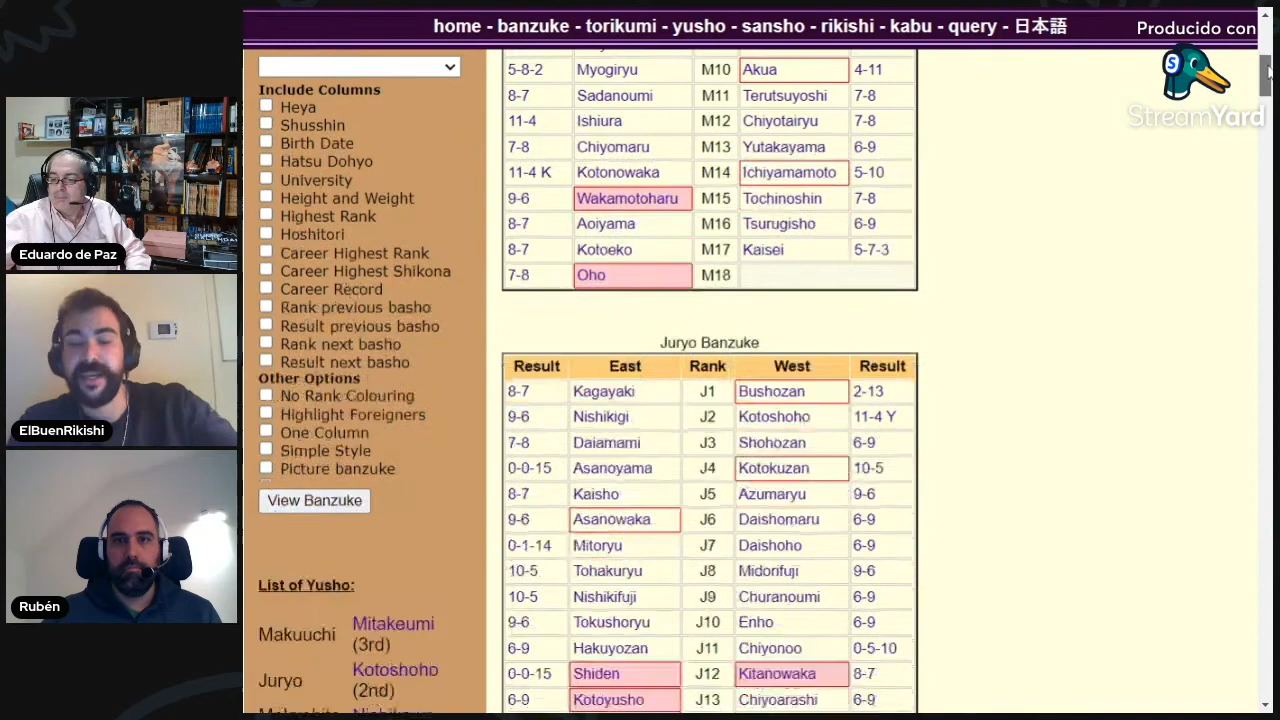 home - banzuke - torikumi - yusho - sansho - rikishi - kabu - query - 日本語
Producido con
StreamYard
Eduardo de Paz
ElBuenRikishi
Rubén
Include Columns
Heya
Shusshin
Birth Date
Hatsu Dohyo
University
Height and Weight
Highest Rank
Hoshitori
Career Highest Rank
Career Highest Shikona
Career Record
Rank previous basho
Result previous basho
Rank next basho
Result next basho
Other Options
No Rank Colouring
Highlight Foreigners
One Column
Simple Style
Picture banzuke
View Banzuke
List of Yusho:
Makuuchi Mitakeumi (3rd)
Juryo Kotoshoho (2nd)
5-8-2 Myogiryu M10 Akua 4-11
8-7 Sadanoumi M11 Terutsuyoshi 7-8
11-4 Ishiura M12 Chiyotairyu 7-8
7-8 Chiyomaru M13 Yutakayama 6-9
11-4 K Kotonowaka M14 Ichiyamamoto 5-10
9-6 Wakamotoharu M15 Tochinoshin 7-8
8-7 Aoiyama M16 Tsurugisho 6-9
8-7 Kotoeko M17 Kaisei 5-7-3
7-8 Oho M18
Juryo Banzuke
Result East Rank West Result
8-7 Kagayaki J1 Bushozan 2-13
9-6 Nishikigi J2 Kotoshoho 11-4 Y
7-8 Daiamami J3 Shohozan 6-9
0-0-15 Asanoyama J4 Kotokuzan 10-5
8-7 Kaisho J5 Azumaryu 9-6
9-6 Asanowaka J6 Daishomaru 6-9
0-1-14 Mitoryu J7 Daishoho 6-9
10-5 Tohakuryu J8 Midorifuji 9-6
10-5 Nishikifuji J9 Churanoumi 6-9
9-6 Tokushoryu J10 Enho 6-9
6-9 Hakuyozan J11 Chiyonoo 0-5-10
0-0-15 Shiden J12 Kitanowaka 8-7
6-9 Kotoyusho J13 Chiyoarashi 6-9